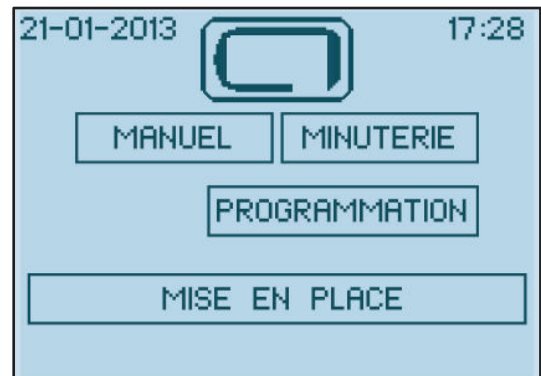 21-01-2013 17:28
MANUEL MINUTERIE
PROGRAMMATION
MISE EN PLACE